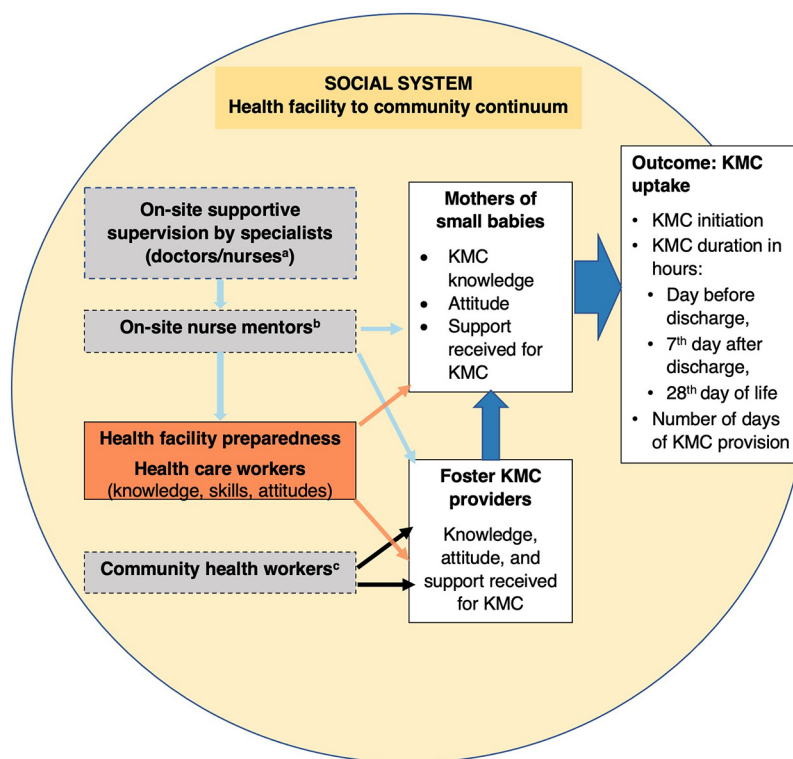 SOCIAL SYSTEM
Health facility to community continuum
On-site supportive
supervision by specialists
(doctors/nursesᵃ)
On-site nurse mentorsᵇ
Health facility preparedness
Health care workers
(knowledge, skills, attitudes)
Community health workersᶜ
Mothers of
small babies
• KMC
knowledge
• Attitude
• Support
received for
KMC
Foster KMC
providers
Knowledge,
attitude, and
support received
for KMC
Outcome: KMC
uptake
• KMC initiation
• KMC duration in
hours:
• Day before
discharge,
• 7ᵗʰ day after
discharge,
• 28ᵗʰ day of life
• Number of days
of KMC provision